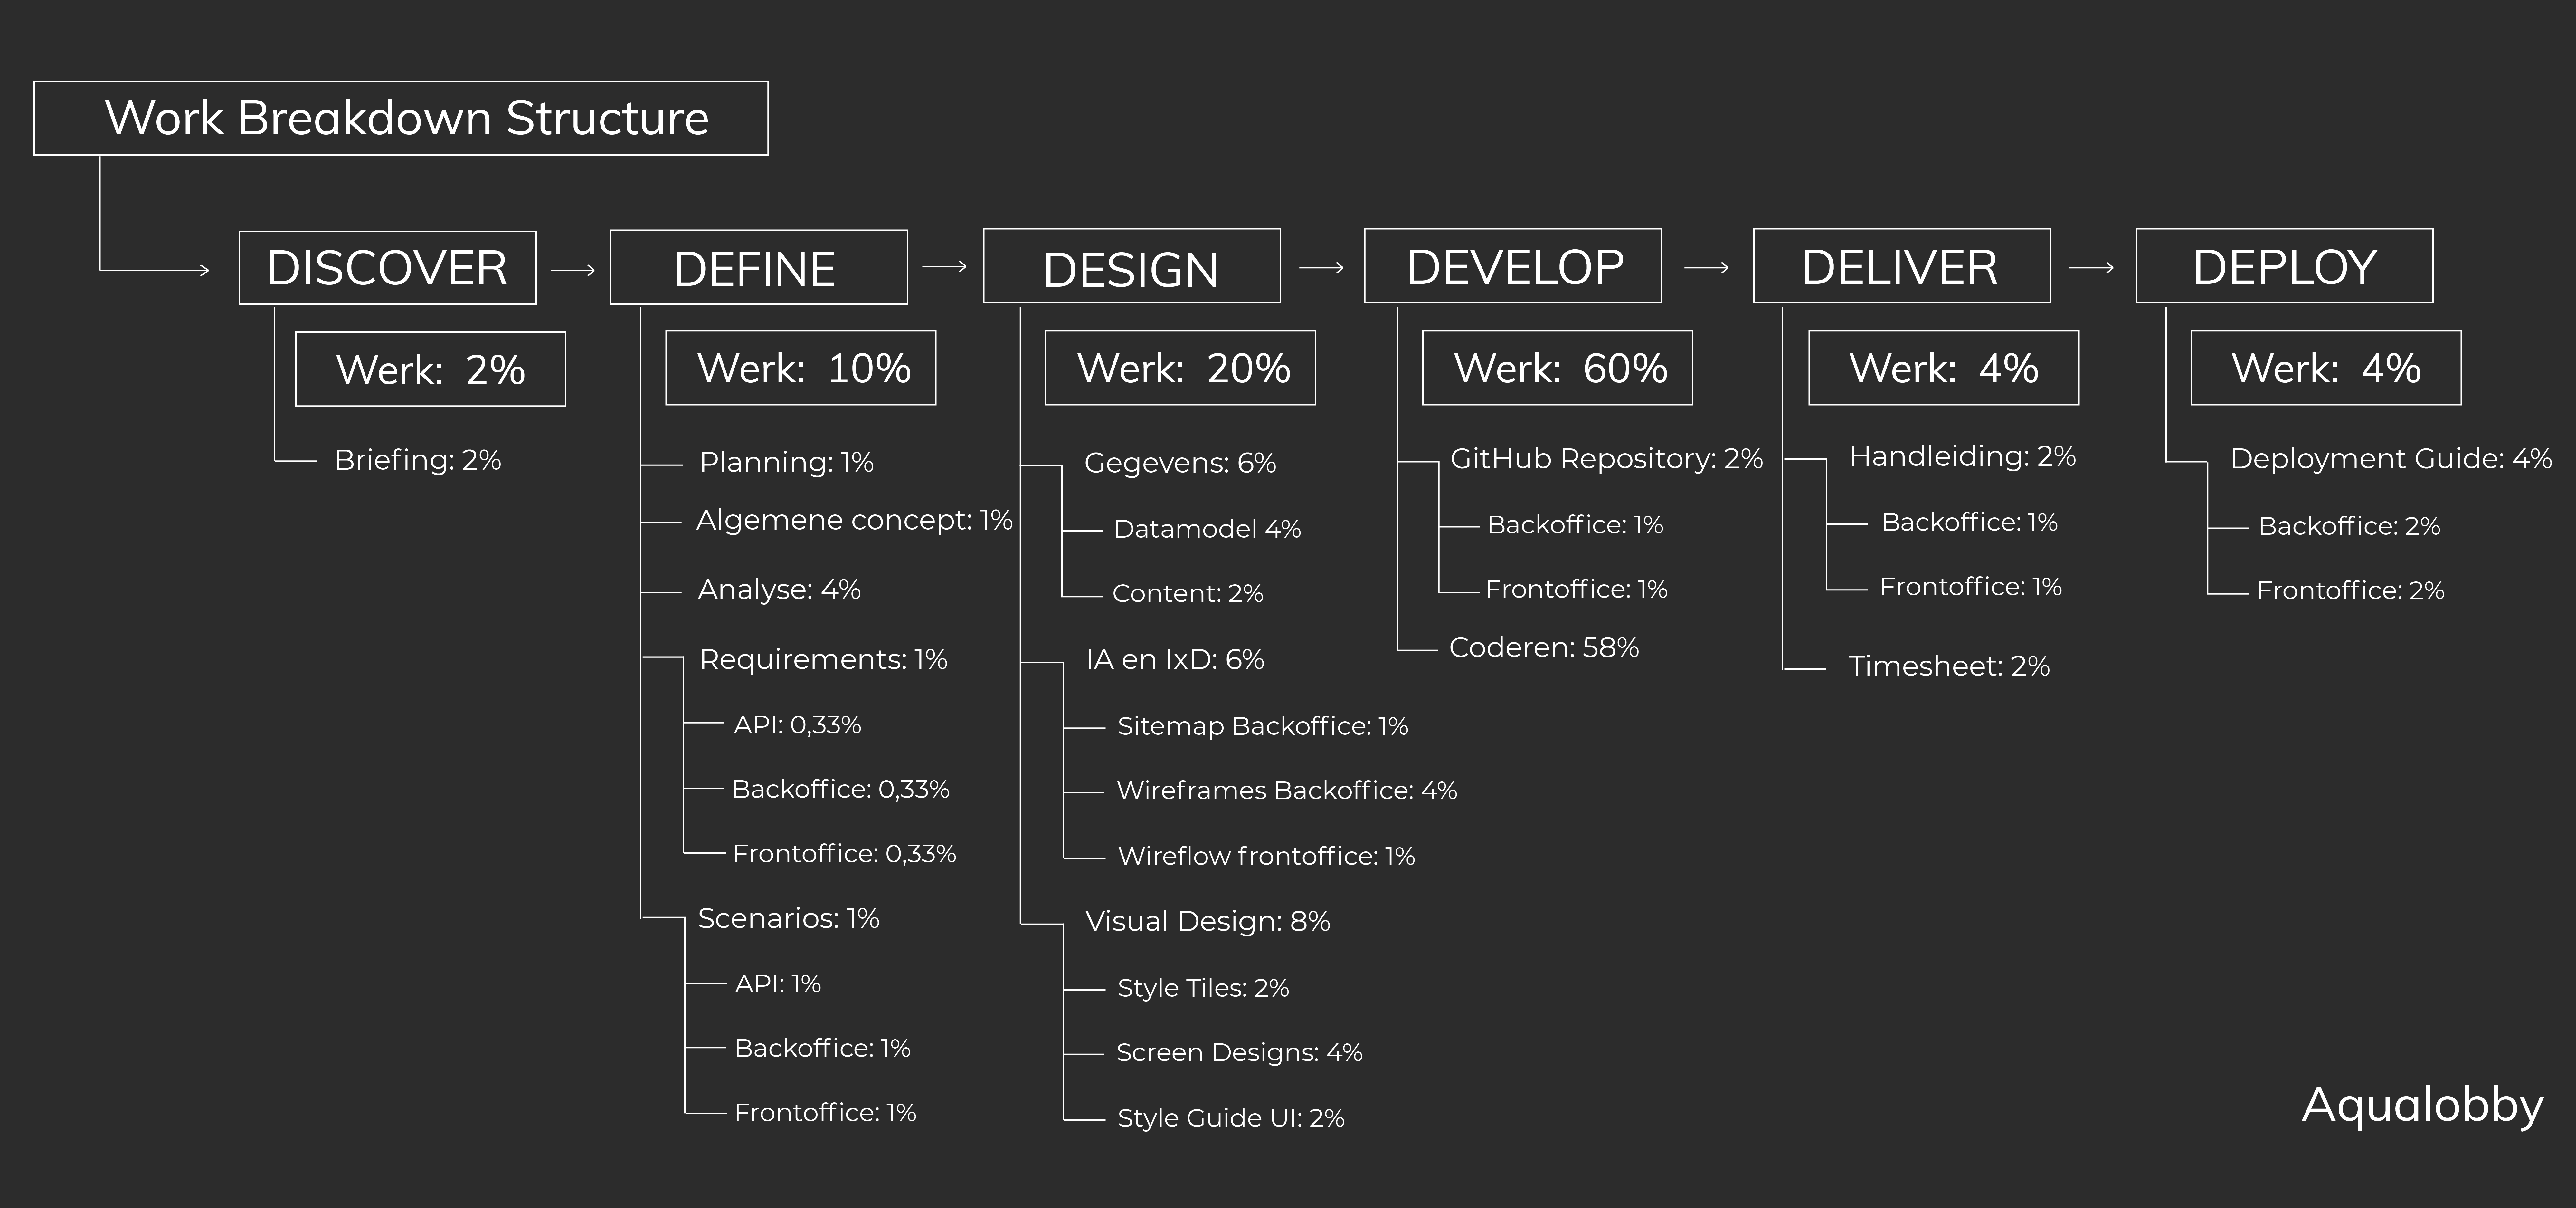 Work Breakdown Structure
DISCOVER
Werk: 2%
Briefing: 2%
DEFINE
Werk: 10%
Planning: 1%
Algemene concept: 1%
Analyse: 4%
Requirements: 1%
API: 0,33%
Backoffice: 0,33%
Frontoffice: 0,33%
Scenarios: 1%
API: 1%
Backoffice: 1%
Frontoffice: 1%
DESIGN
Werk: 20%
Gegevens: 6%
Datamodel 4%
Content: 2%
IA en IxD: 6%
Sitemap Backoffice: 1%
Wireframes Backoffice: 4%
Wireflow frontoffice: 1%
Visual Design: 8%
Style Tiles: 2%
Screen Designs: 4%
Style Guide UI: 2%
DEVELOP
Werk: 60%
GitHub Repository: 2%
Backoffice: 1%
Frontoffice: 1%
Coderen: 58%
DELIVER
Werk: 4%
Handleiding: 2%
Backoffice: 1%
Frontoffice: 1%
Timesheet: 2%
DEPLOY
Werk: 4%
Deployment Guide: 4%
Backoffice: 2%
Frontoffice: 2%
Aqualobby